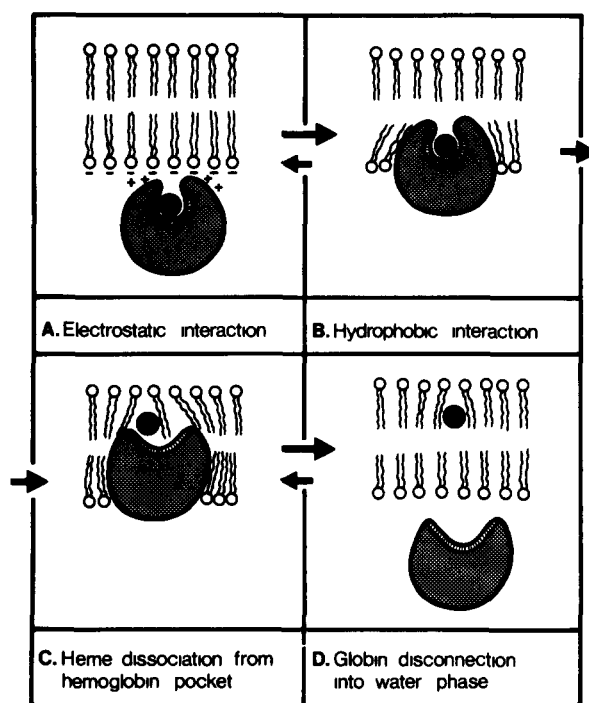 A. Electrostatic interaction
B. Hydrophobic interaction
C. Heme dissociation from
hemoglobin pocket
D. Globin disconnection
into water phase